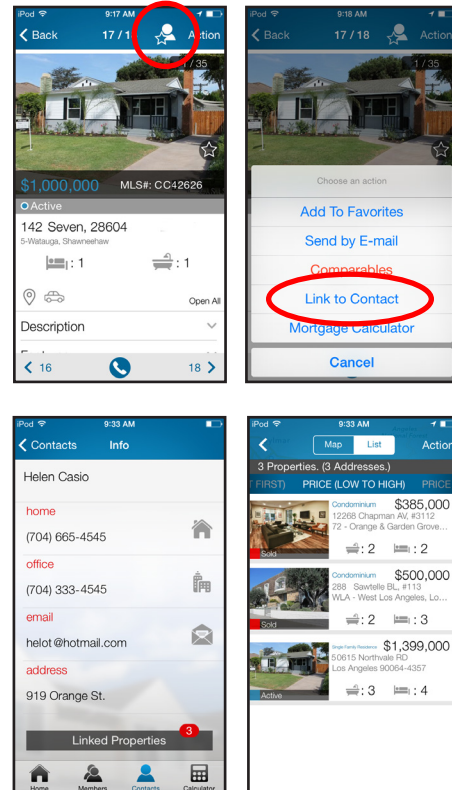 iPod 9:17 AM
Back 17 / 1 Action
1 / 35
$1,000,000 MLS#: CC42626
Active
142 Seven, 28604
5-Watauga, Shawneehaw
: 1 : 1
Open All
Description
16 18
iPod 9:18 AM
Back 17 / 18 Action
1 / 35
Choose an action
Add To Favorites
Send by E-mail
Comparables
Link to Contact
Mortgage Calculator
Cancel
iPod 9:33 AM
Contacts Info
Helen Casio
home
(704) 665-4545
office
(704) 333-4545
email
helot@hotmail.com
address
919 Orange St.
Linked Properties 3
Home Members Contacts Calculator
iPod 9:33 AM
Map List Action
3 Properties. (3 Addresses.)
FIRST) PRICE (LOW TO HIGH) PRICE
Condominium $385,000
12268 Chapman AV, #3112
72 - Orange & Garden Grove...
Sold : 2 : 2
Condominium $500,000
288 Sawtelle BL, #113
WLA - West Los Angeles, Lo...
Sold : 2 : 3
Single Family Residence $1,399,000
50615 Northvale RD
Los Angeles 90064-4357
Active : 3 : 4